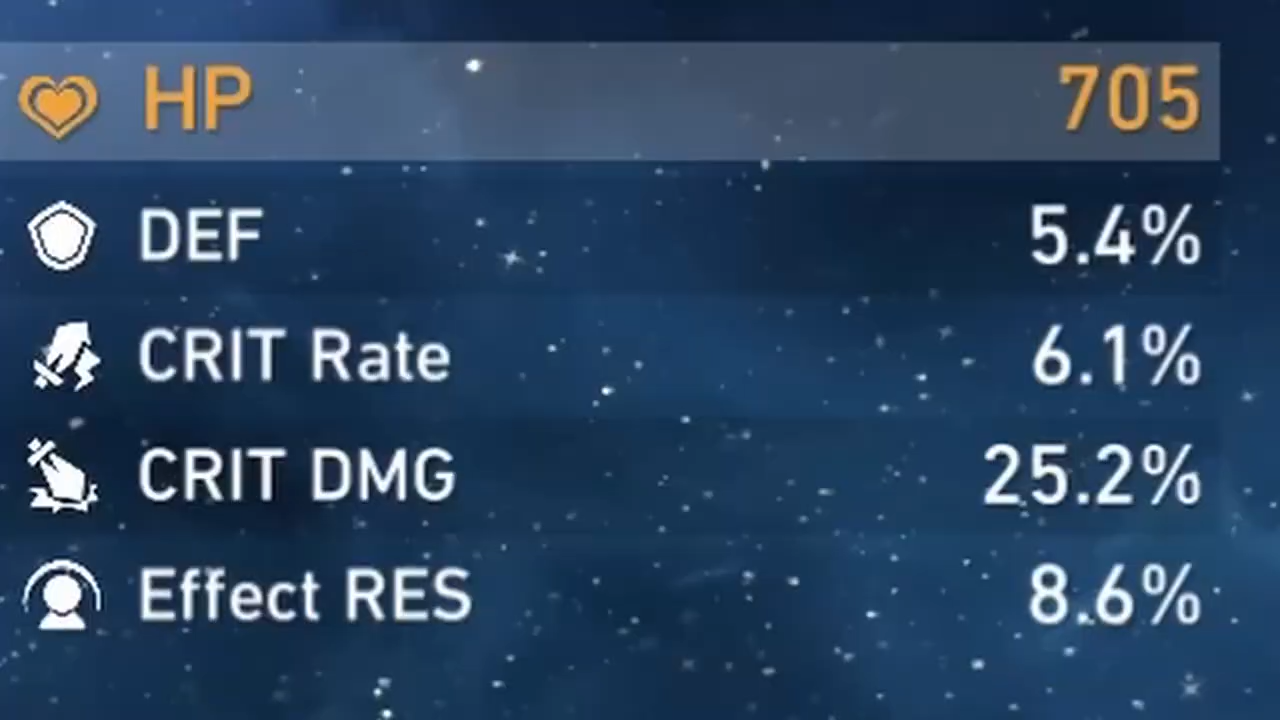 HP 705
DEF 5.4%
CRIT Rate 6.1%
CRIT DMG 25.2%
Effect RES 8.6%